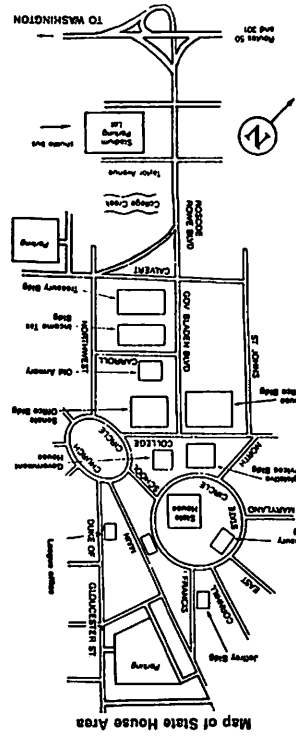 Map of State House Area
Parking
Jeffrey Bldg
CORNHILL
EAST
FRANCIS
MARYLAND
STATE
CIRCLE
State
House
NORTH
MAIN
League office
DUKE OF
GLOUCESTER ST.
SCHOOL
CHURCH
CIRCLE
Government
House
COLLEGE
Senate
Office Bldg
Old Armory
CARROLL
Income Tax
Bldg
Treasury Bldg
NORTHWEST
GOV BLADEN BLVD
ST. JOHNS
CALVERT
Parking
ROSCOE
ROWE BLVD
College Creek
Taylor Avenue
Stadium
Parking
Lot
shuttle bus
N
Routes 50
and 301
TO WASHINGTON